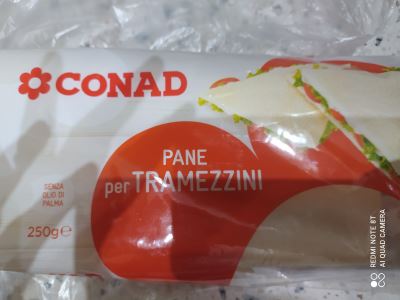 CONAD
PANE
per TRAMEZZINI
SENZA
OLIO DI
PALMA
250g℮
REDMI NOTE 8T
AI QUAD CAMERA